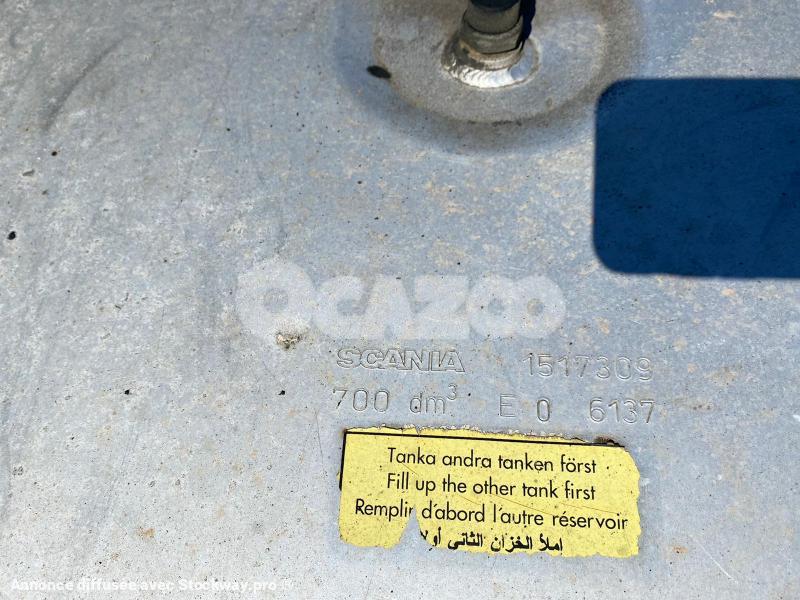 OCAZOO
SCANIA 1517309
700 dm³ E 0 6137
Tanka andra tanken först
Fill up the other tank first
Remplir d'abord l'autre réservoir
املأ الخزان الثاني أولا
Annonce diffusée avec Stockway.pro ®